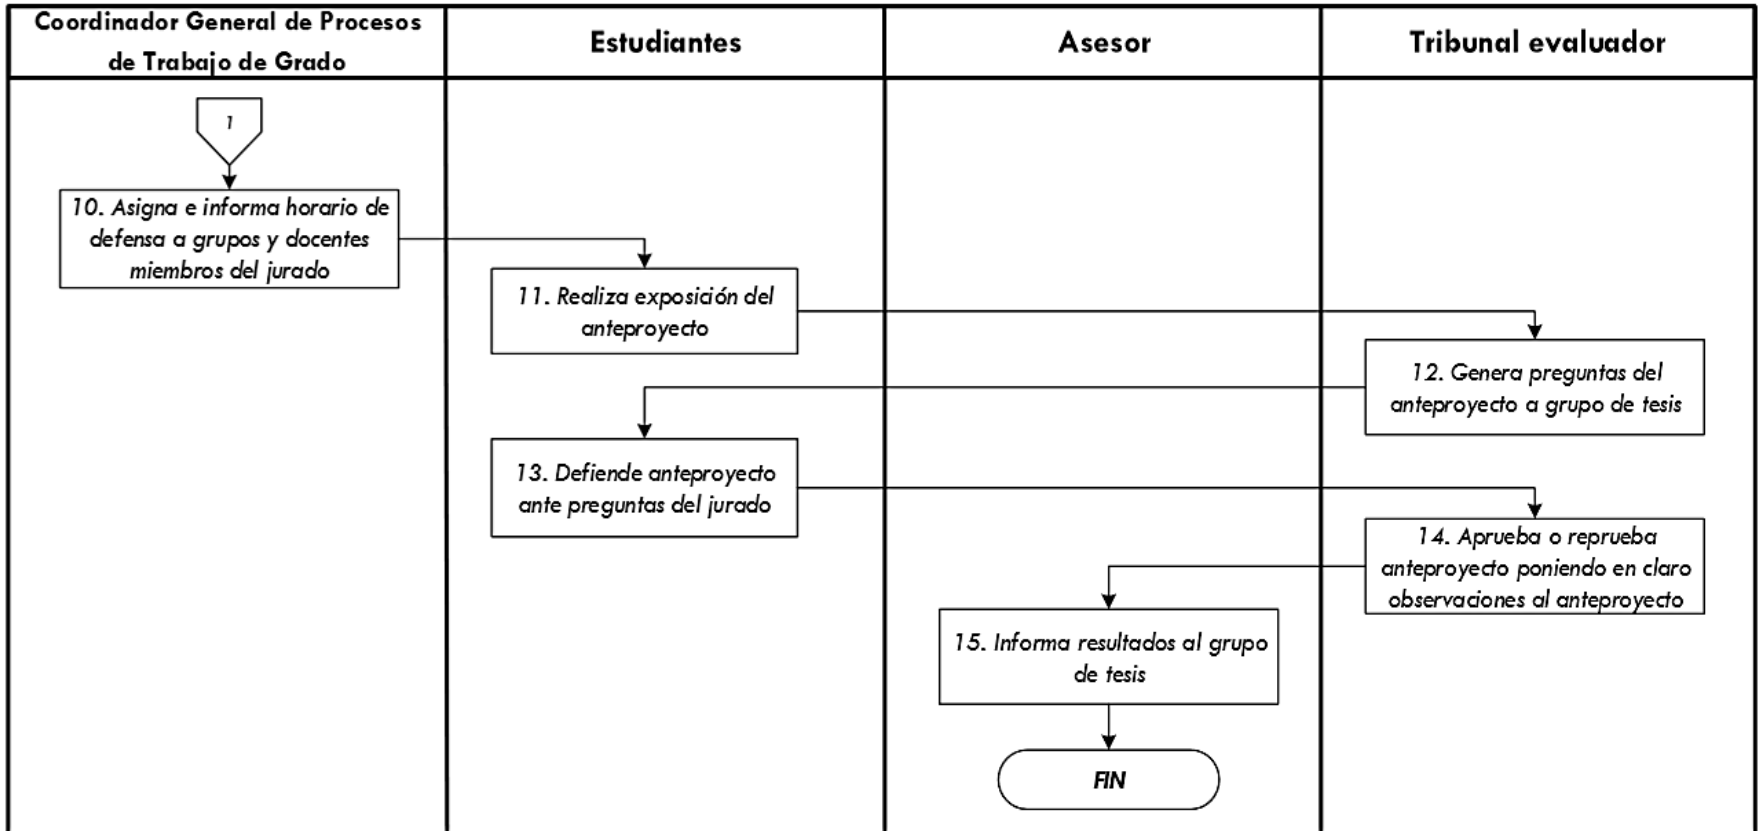 Coordinador General de Procesos
de Trabajo de Grado
Estudiantes
Asesor
Tribunal evaluador
1
10. Asigna e informa horario de
defensa a grupos y docentes
miembros del jurado
11. Realiza exposición del
anteproyecto
12. Genera preguntas del
anteproyecto a grupo de tesis
13. Defiende anteproyecto
ante preguntas del jurado
14. Aprueba o reprueba
anteproyecto poniendo en claro
observaciones al anteproyecto
15. Informa resultados al grupo
de tesis
FIN